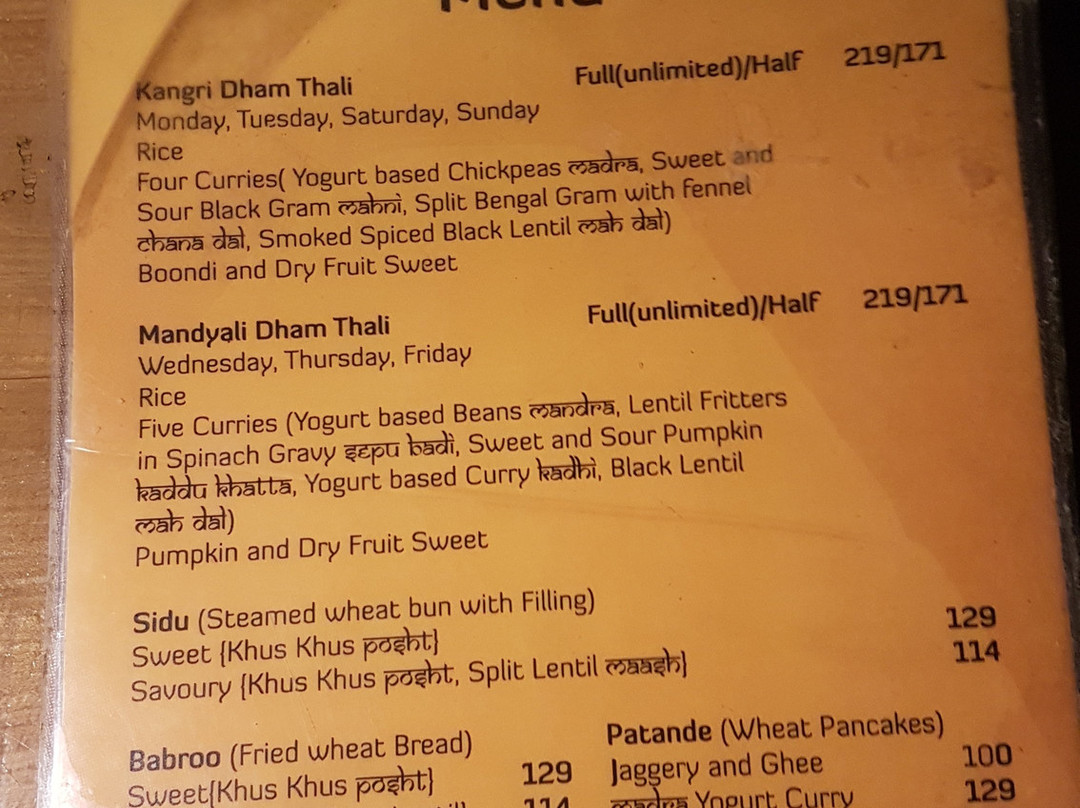 Menu
Kangri Dham Thali Full(unlimited)/Half 219/171
Monday, Tuesday, Saturday, Sunday
Rice
Four Curries( Yogurt based Chickpeas madra, Sweet and
Sour Black Gram mahni, Split Bengal Gram with fennel
chana dal, Smoked Spiced Black Lentil mah dal)
Boondi and Dry Fruit Sweet
Mandyali Dham Thali Full(unlimited)/Half 219/171
Wednesday, Thursday, Friday
Rice
Five Curries (Yogurt based Beans mandra, Lentil Fritters
in Spinach Gravy sepu badi, Sweet and Sour Pumpkin
kaddu khatta, Yogurt based Curry kadhi, Black Lentil
mah dal)
Pumpkin and Dry Fruit Sweet
Sidu (Steamed wheat bun with Filling)
Sweet {Khus Khus posht} 129
Savoury {Khus Khus posht, Split Lentil maash} 114
Babroo (Fried wheat Bread)
Sweet{Khus Khus posht} 129
114
Patande (Wheat Pancakes)
Jaggery and Ghee 100
madra Yogurt Curry 129